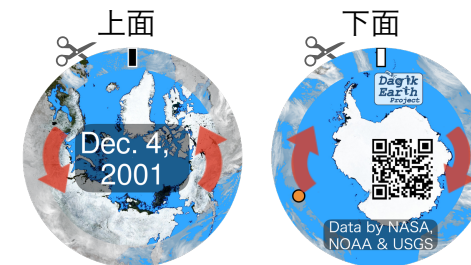 上面
下面
Dec. 4,
2001
Dagik
Earth
Project
Data by NASA,
NOAA & USGS